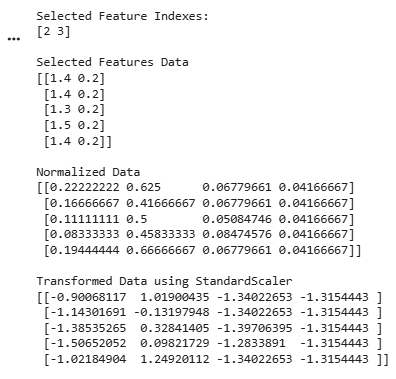 Selected Feature Indexes:
[2 3]
Selected Features Data
[[1.4 0.2]
[1.4 0.2]
[1.3 0.2]
[1.5 0.2]
[1.4 0.2]]
Normalized Data
[[0.22222222 0.625      0.06779661 0.04166667]
[0.16666667 0.41666667 0.06779661 0.04166667]
[0.11111111 0.5        0.05084746 0.04166667]
[0.08333333 0.45833333 0.08474576 0.04166667]
[0.19444444 0.66666667 0.06779661 0.04166667]]
Transformed Data using StandardScaler
[[-0.90068117  1.01900435 -1.34022653 -1.3154443 ]
[-1.14301691 -0.13197948 -1.34022653 -1.3154443 ]
[-1.38535265  0.32841405 -1.39706395 -1.3154443 ]
[-1.50652052  0.09821729 -1.2833891  -1.3154443 ]
[-1.02184904  1.24920112 -1.34022653 -1.3154443 ]]